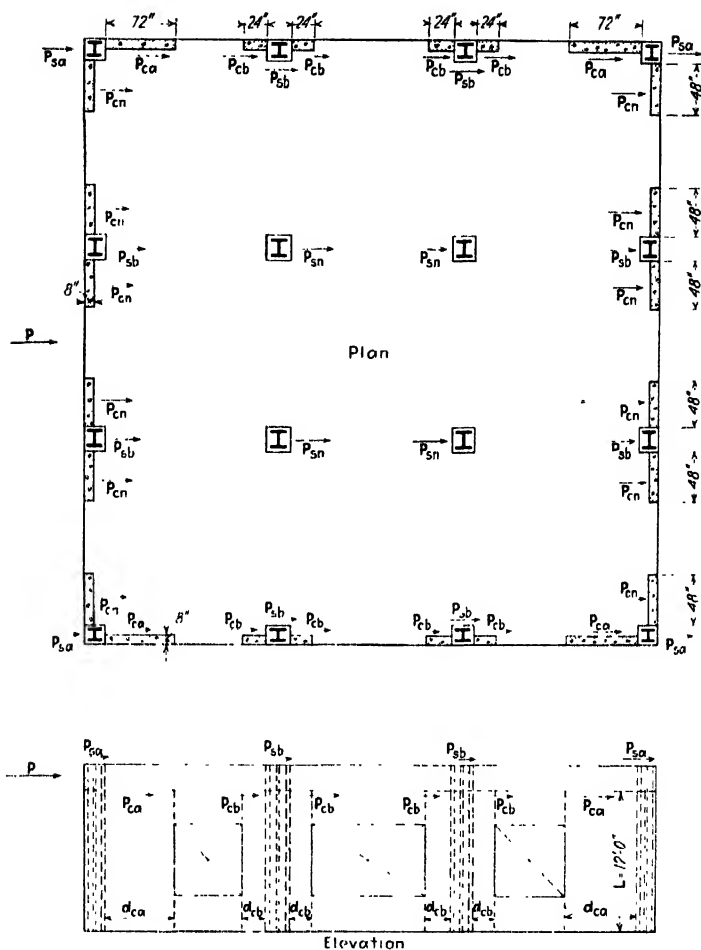 72" 24" 24" 24" 24" 72"
Psa Pca Pcb Psb Pcb Pcb Psb Pcb Pca Psa
Pcn Pcn 48"
Pcn Pcn 48"
Psb Psn Psn Psb
8" Pcn Pcn 48"
P
Plan
Pcn Pcn 48"
Psb Psn Psn Psb
Pcn Pcn 48"
Pcn Pcn 48"
Psa Pca 8" Pcb Psb Pcb Psb Pcb Pcb Pca Psa
P Psa Psb Psb Psa
Pca Pcb Pcb Pcb Pcb Pca
L=12'-0"
dca dcb dcb dcb dcb dca
Elevation